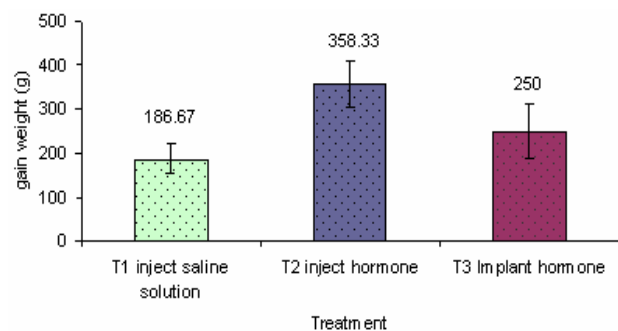 500
400
300
200
100
0
gain weight (g)
186.67
358.33
250
T1 inject saline
solution
T2 inject hormone
T3 Implant hormone
Treatment